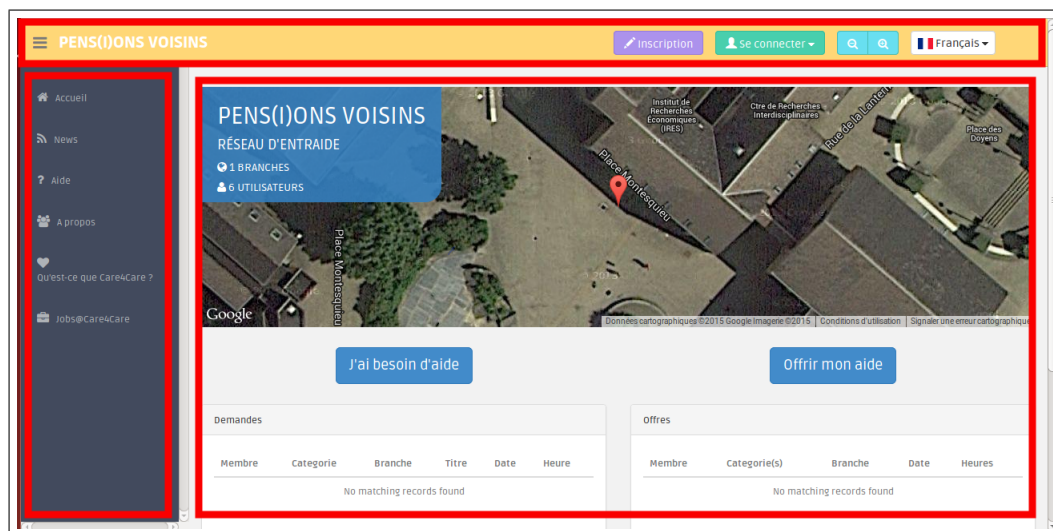 PENS(I)ONS VOISINS
Inscription
Se connecter
Français
Accueil
News
? Aide
A propos
Qu'est-ce que Care4Care ?
Jobs@Care4Care
PENS(I)ONS VOISINS
RÉSEAU D'ENTRAIDE
1 BRANCHES
6 UTILISATEURS
Institut de
Recherches
Économiques
(IRES)
Ctre de Recherches
Interdisciplinaires
Rue de la Lantern
Place des
Doyens
Place Montesquieu
Place Montesquieu
Google
Données cartographiques ©2015 Google Imagerie ©2015
Conditions d'utilisation
Signaler une erreur cartographique
J'ai besoin d'aide
Offrir mon aide
Demandes
Membre Categorie Branche Titre Date Heure
No matching records found
Offres
Membre Categorie(s) Branche Date Heures
No matching records found